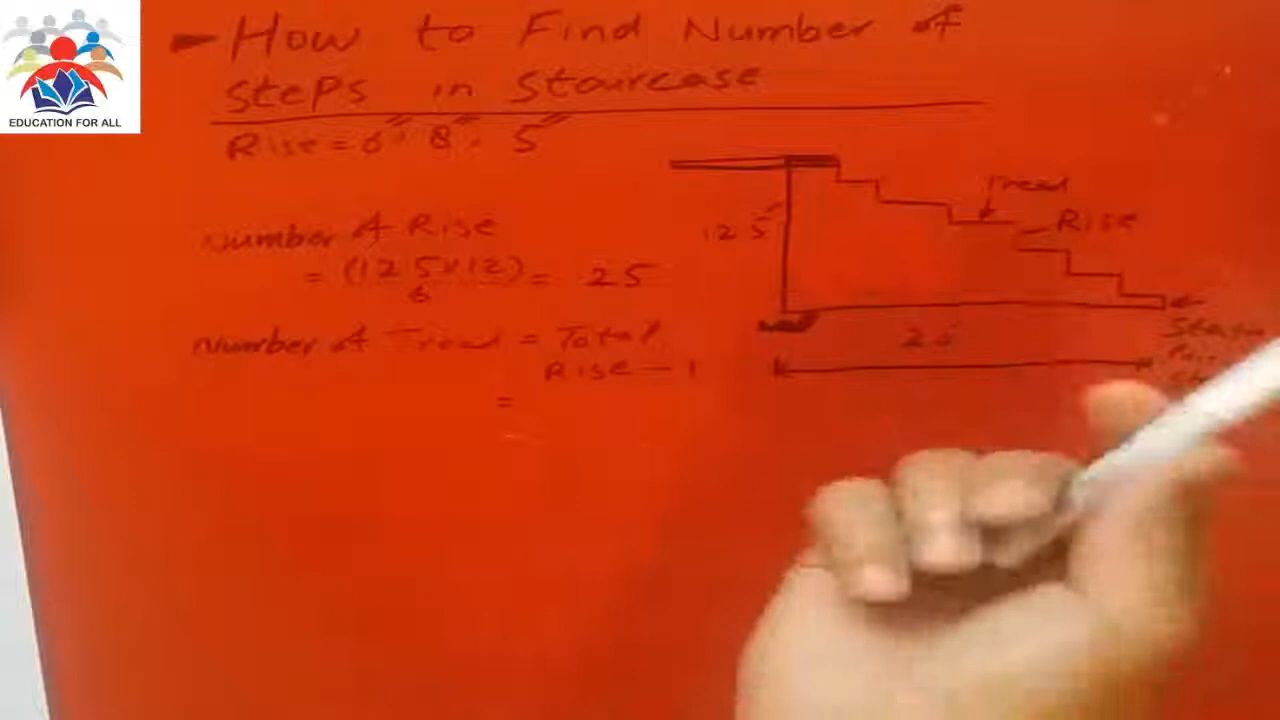 EDUCATION FOR ALL
How to Find Number of
Steps in Staircase
Rise = 6", 8", 5"
Number of Rise
= (12.5×12) = 25
6
Number of Tread = Total
Rise - 1
=
Tread
Rise
12.5'